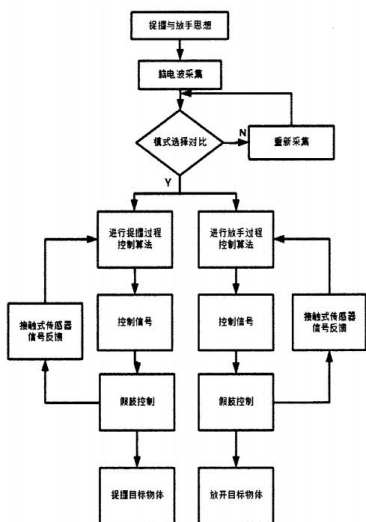 捉握与放手思想
脑电波采集
模式选择对比
N
重新采集
Y
进行捉握过程
控制算法
进行放手过程
控制算法
接触式传感器
信号反馈
控制信号
控制信号
接触式传感器
信号反馈
假肢控制
假肢控制
捉握目标物体
放开目标物体